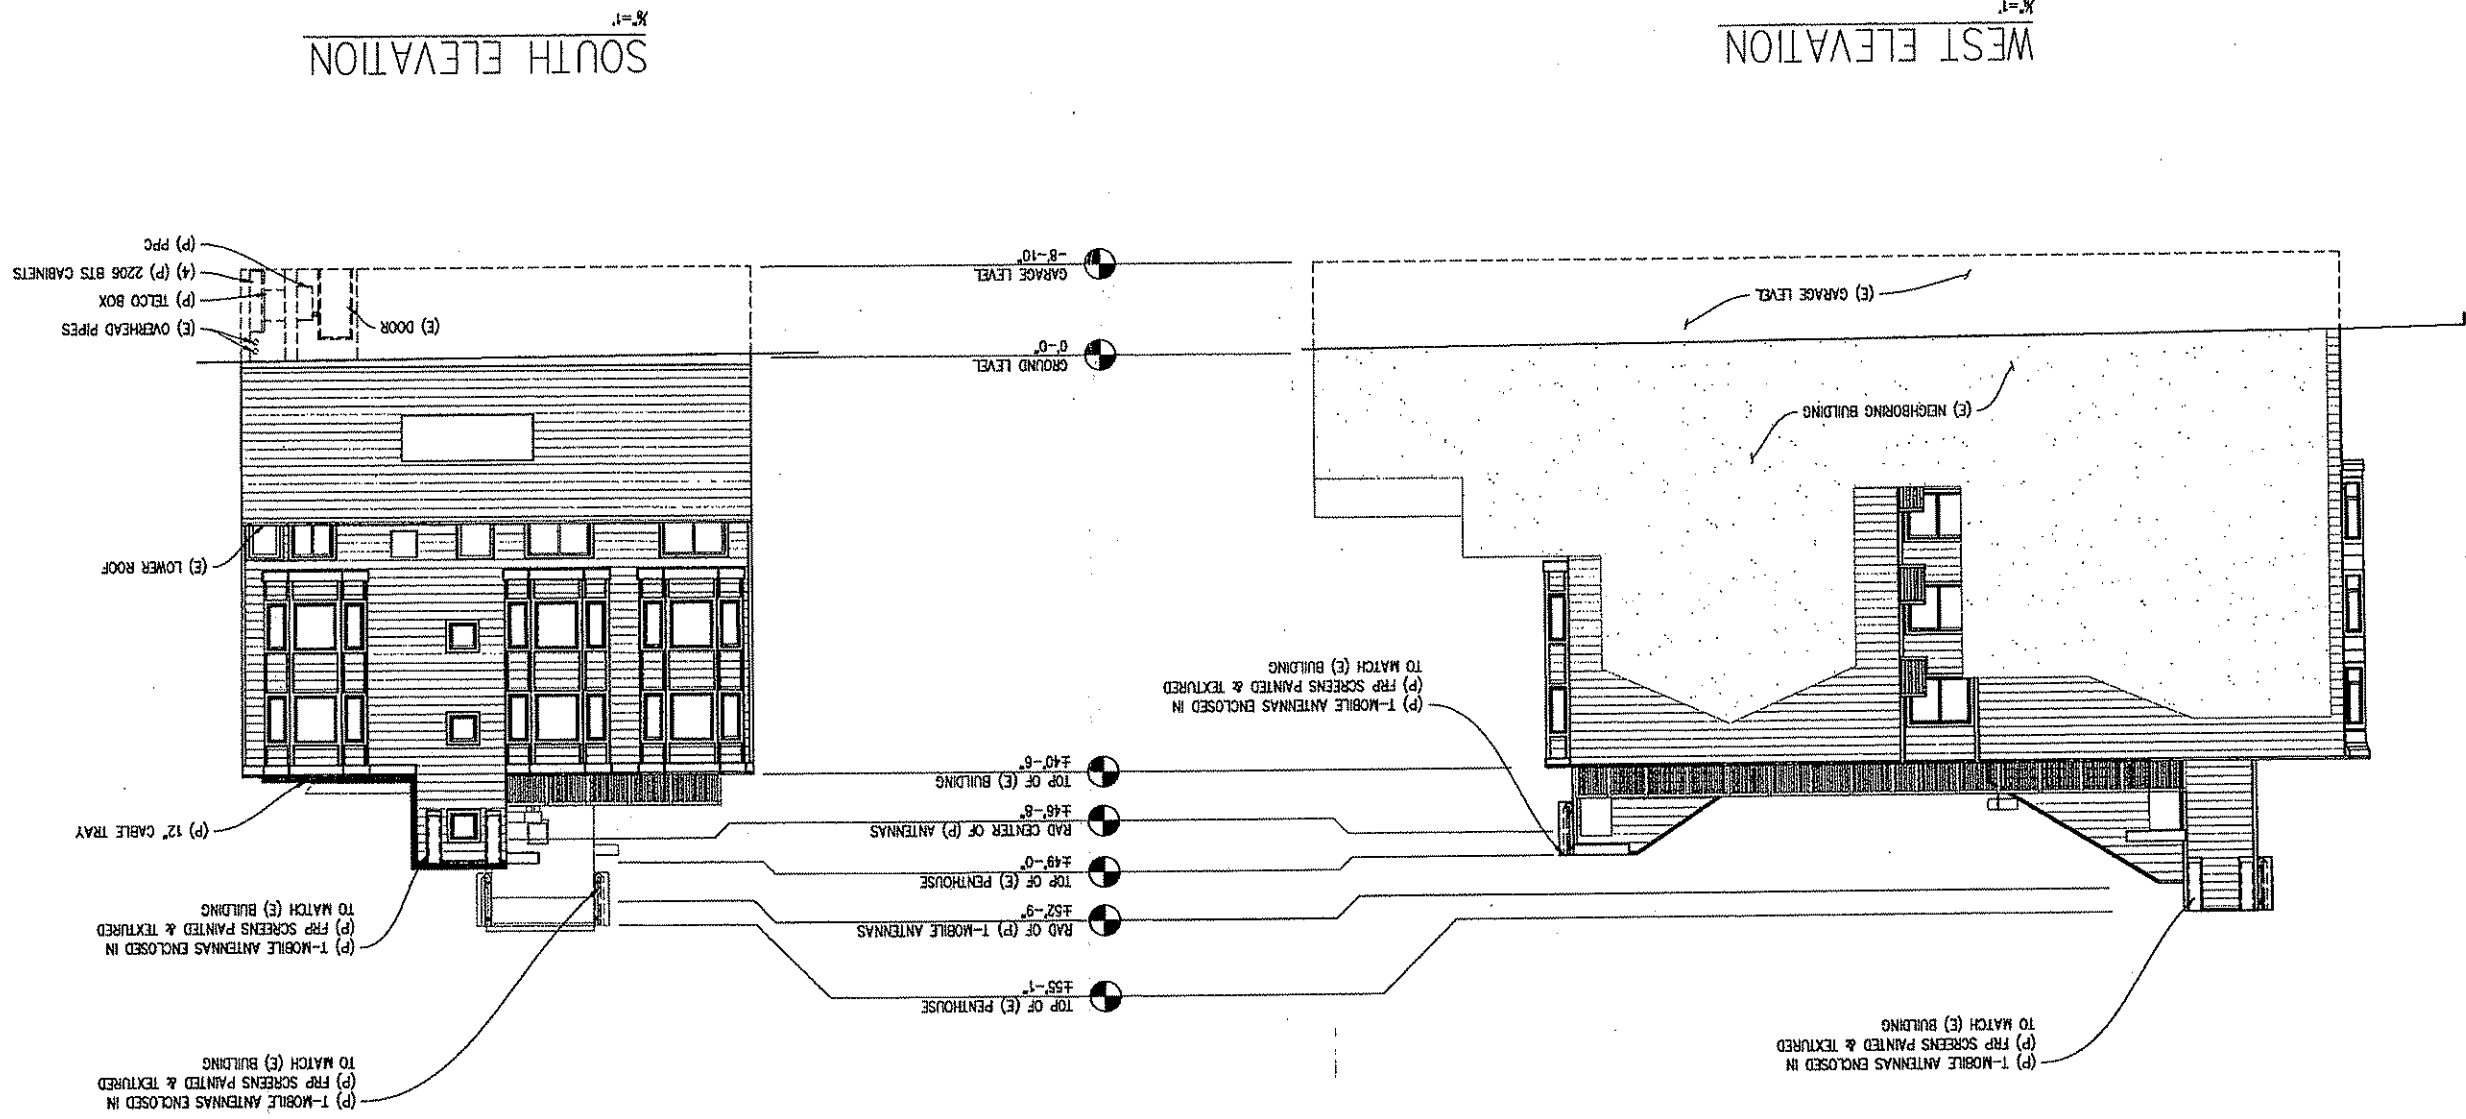 (P) T-MOBILE ANTENNAS ENCLOSED IN
(P) FRP SCREENS PAINTED & TEXTURED
TO MATCH (E) BUILDING
TOP OF (E) PENTHOUSE
±55'-1"
RAD OF (P) T-MOBILE ANTENNAS
±52'-9"
TOP OF (E) PENTHOUSE
±49'-0"
RAD CENTER OF (P) ANTENNAS
±46'-8"
TOP OF (E) BUILDING
±40'-6"
(P) T-MOBILE ANTENNAS ENCLOSED IN
(P) FRP SCREENS PAINTED & TEXTURED
TO MATCH (E) BUILDING
(E) NEIGHBORING BUILDING
GROUND LEVEL
0'-0"
(E) GARAGE LEVEL
GARAGE LEVEL
-8'-10"
WEST ELEVATION
(P) T-MOBILE ANTENNAS ENCLOSED IN
(P) FRP SCREENS PAINTED & TEXTURED
TO MATCH (E) BUILDING
(P) T-MOBILE ANTENNAS ENCLOSED IN
(P) FRP SCREENS PAINTED & TEXTURED
TO MATCH (E) BUILDING
(P) 12" CABLE TRAY
(E) LOWER ROOF
(E) DOOR
(E) OVERHEAD PIPES
(P) TELCO BOX
(4) (P) 2206 BTS CABINETS
(P) PPC
SOUTH ELEVATION